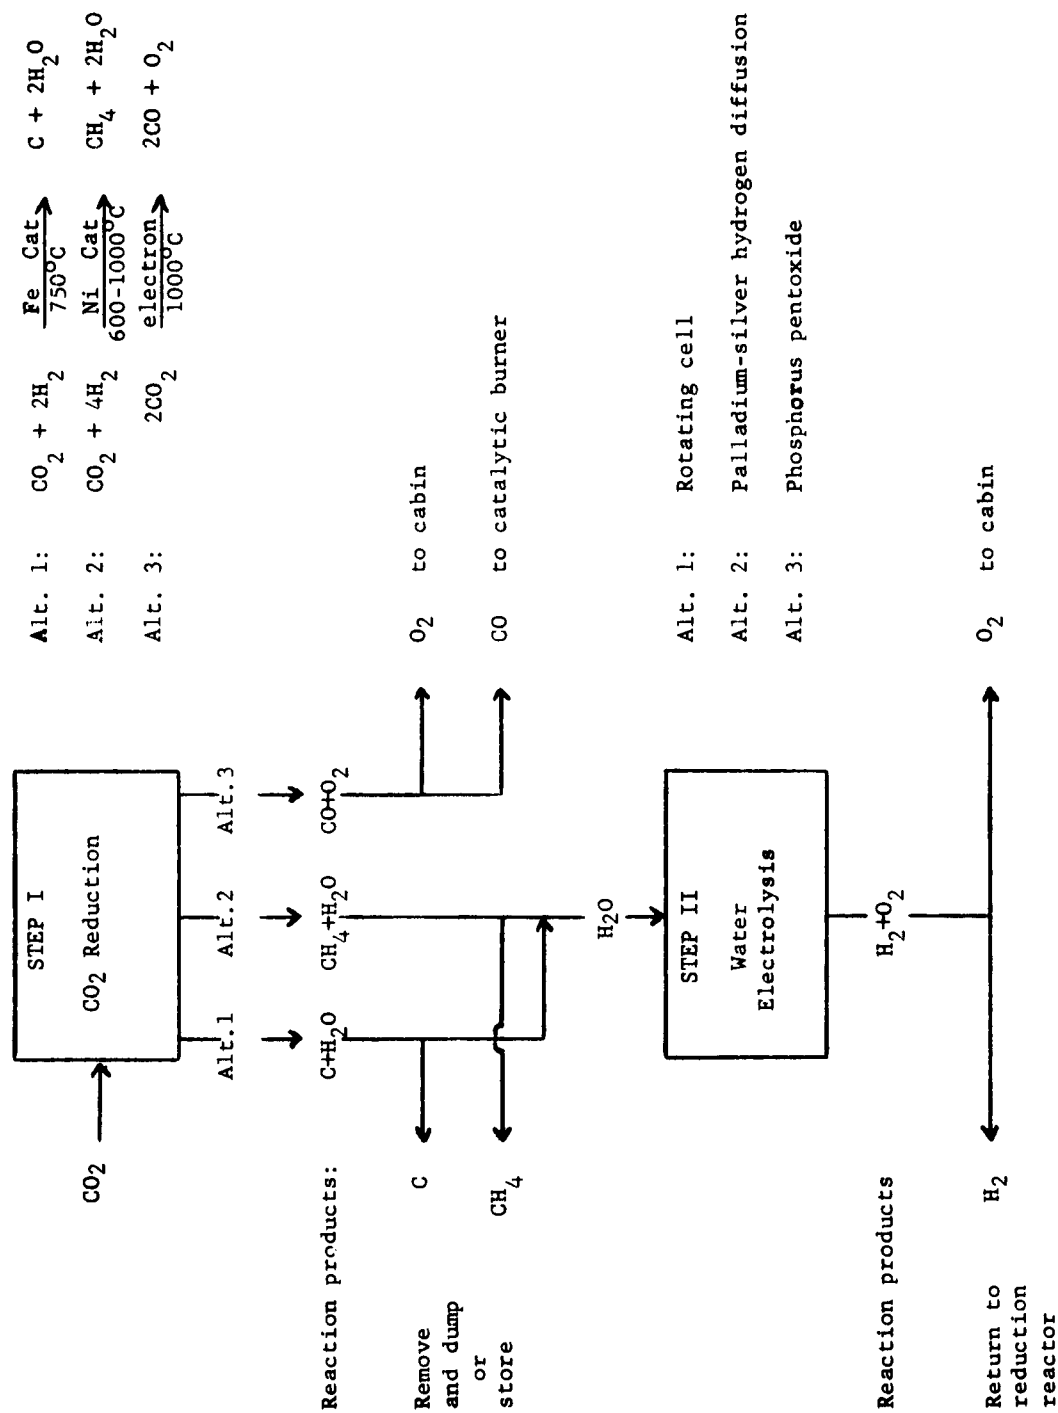 CO2
STEP I
CO2 Reduction
Alt. 1: CO2 + 2H2 Fe Cat 750°C C + 2H2O
Alt. 2: CO2 + 4H2 Ni Cat 600-1000°C CH4 + 2H2O
Alt. 3: 2CO2 electron 1000°C 2CO + O2
Alt.1
Alt.2
Alt.3
Reaction products:
C+H2O
CH4+H2O
CO+O2
Remove
and dump
or
store
C
CH4
O2 to cabin
CO to catalytic burner
H2O
STEP II
Water
Electrolysis
Alt. 1: Rotating cell
Alt. 2: Palladium-silver hydrogen diffusion
Alt. 3: Phosphorus pentoxide
Reaction products
H2+O2
Return to
reduction
reactor
H2
O2 to cabin